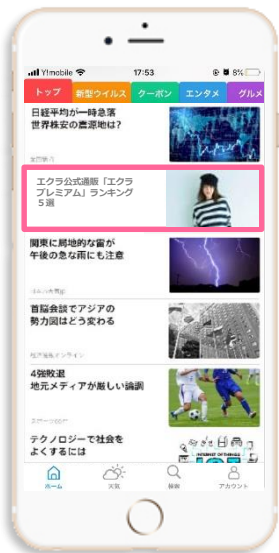 Y!mobile 17:53 8%
トップ 新型ウイルス クーポン エンタメ グルメ
日経平均が一時急落
世界株安の震源地は?
エクラ公式通販「エクラ
プレミアム」ランキング
5選
関東に局地的な雷が
午後の急な雨にも注意
首脳会談でアジアの
勢力図はどう変わる
4強敗退
地元メディアが厳しい論調
テクノロジーで社会を
よくするには
INTERNET OF THINGS
ホーム 天気 検索 アカウント